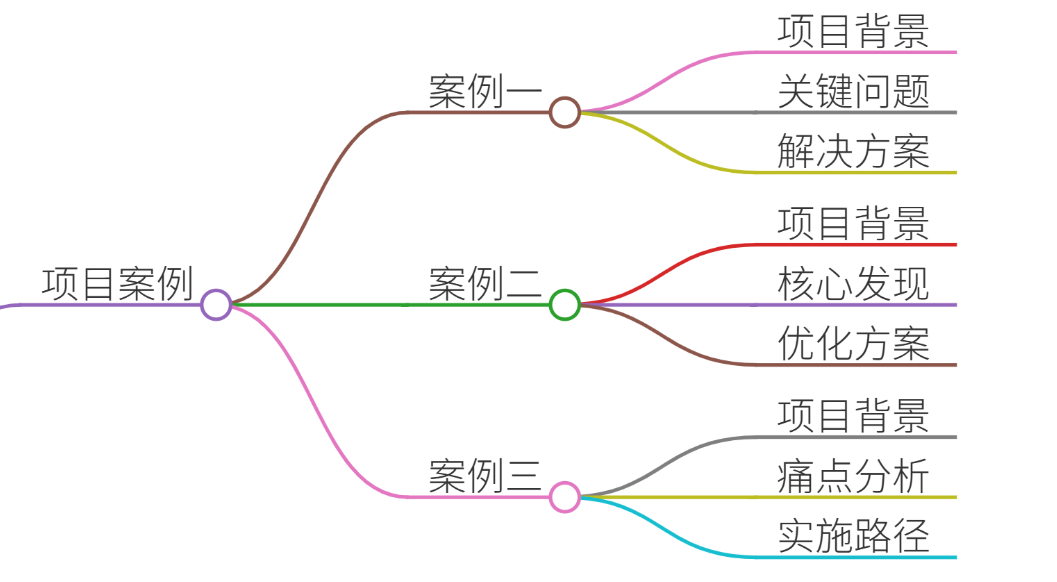 项目案例
案例一
项目背景
关键问题
解决方案
案例二
项目背景
核心发现
优化方案
案例三
项目背景
痛点分析
实施路径